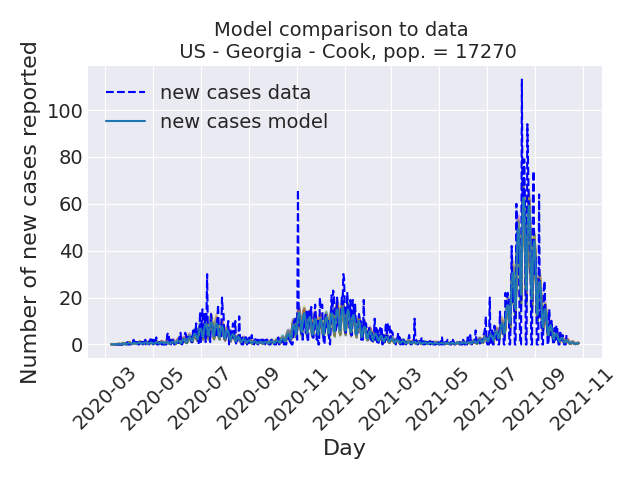 Model comparison to data
US - Georgia - Cook, pop. = 17270
new cases data
new cases model
Number of new cases reported
100
80
60
40
20
0
2020-03
2020-05
2020-07
2020-09
2020-11
2021-01
2021-03
2021-05
2021-07
2021-09
2021-11
Day